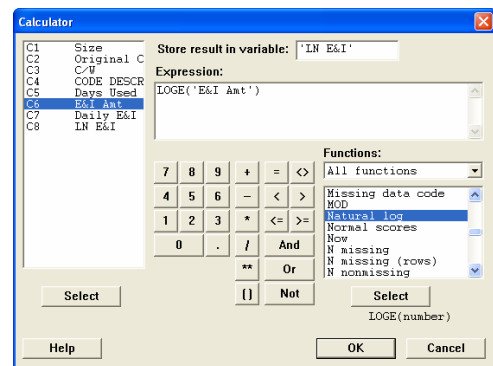 Calculator
C1 Size
C2 Original C
C3 C/W
C4 CODE DESCR
C5 Days Used
C6 E&I Amt
C7 Daily E&I
C8 LN E&I
Store result in variable: 'LN E&I'
Expression:
LOGE('E&I Amt')
Functions:
All functions
7 8 9 + = <>
4 5 6 - < >
1 2 3 * <= >=
0 . / And
** Or
() Not
Missing data code
MOD
Natural log
Normal scores
Now
N missing
N missing (rows)
N nonmissing
Select
Select
LOGE(number)
Help
OK
Cancel